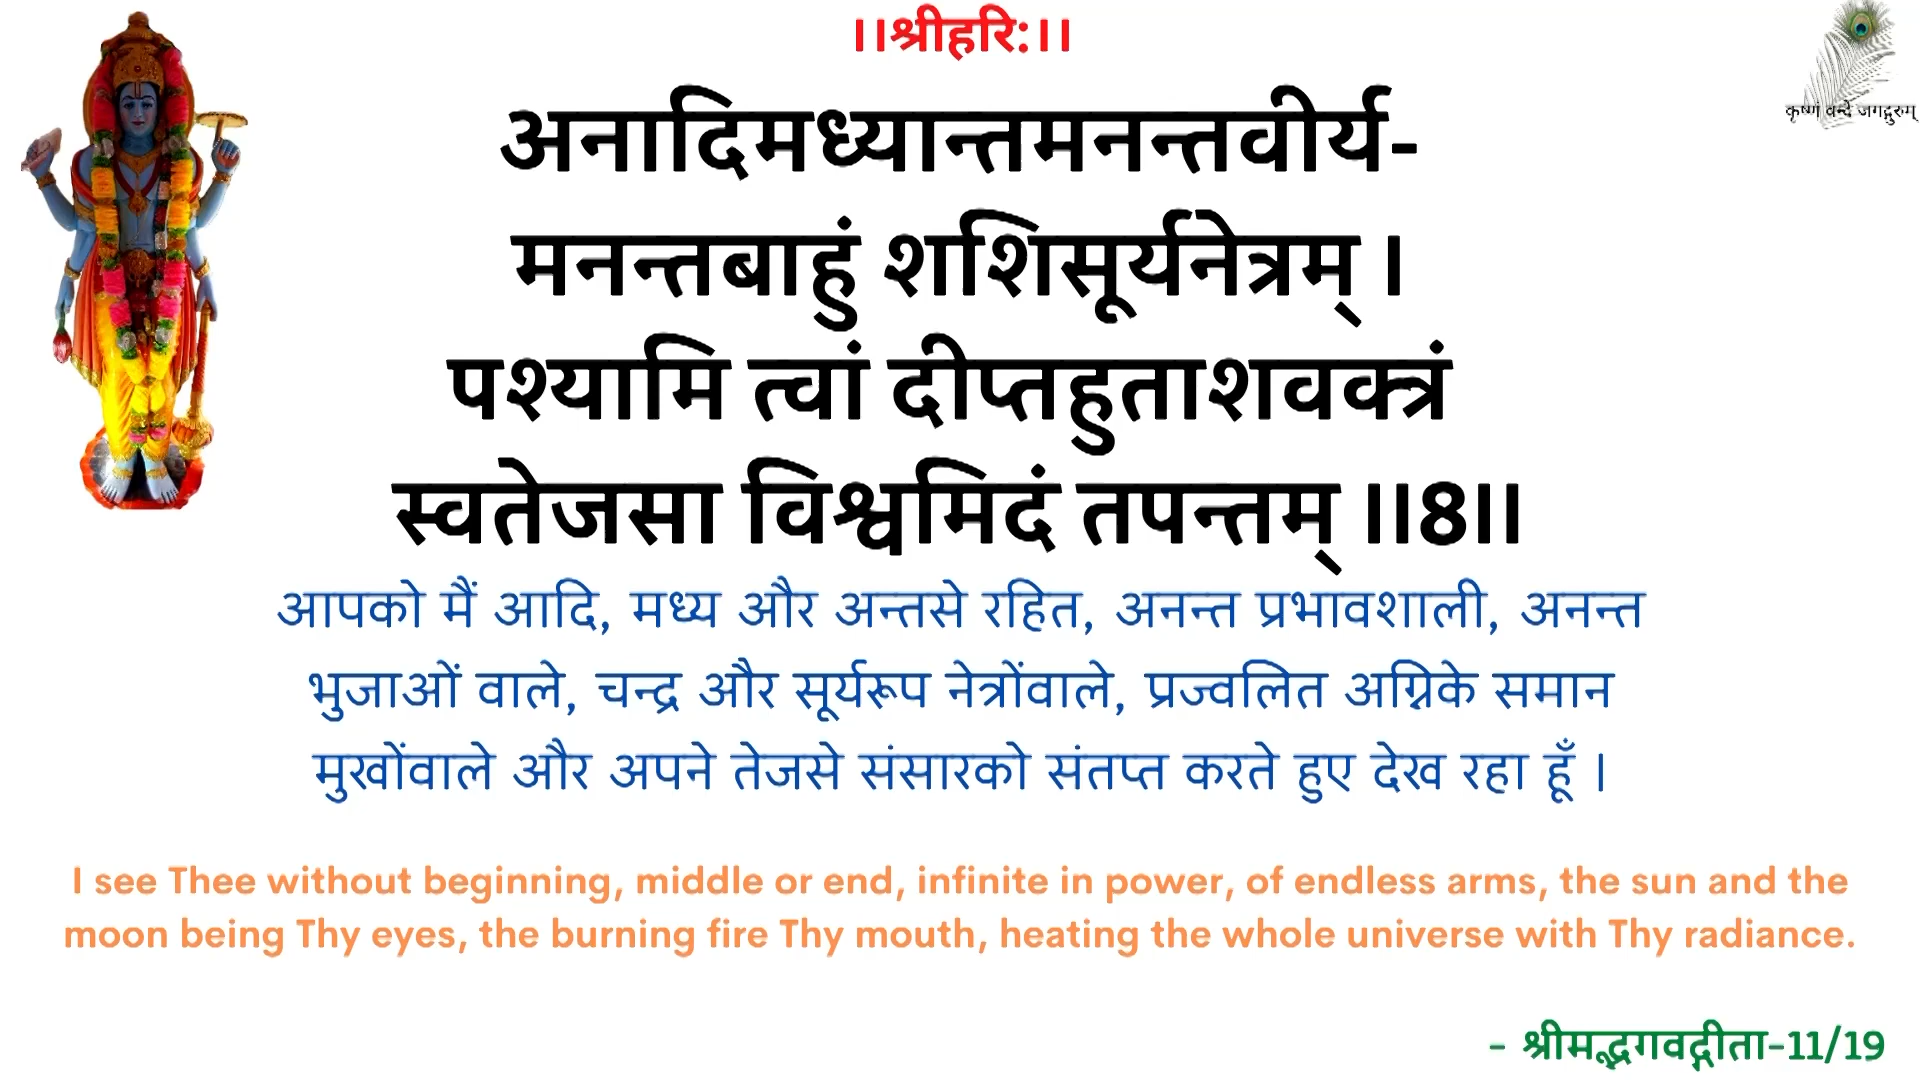 ।।श्रीहरि:।।
कृष्णं वन्दे जगद्गुरुम्
अनादिमध्यान्तमनन्तवीर्य-
मनन्तबाहुं शशिसूर्यनेत्रम् ।
पश्यामि त्वां दीप्तहुताशवक्त्रं
स्वतेजसा विश्वमिदं तपन्तम् ।।8।।
आपको मैं आदि, मध्य और अन्तसे रहित, अनन्त प्रभावशाली, अनन्त
भुजाओं वाले, चन्द्र और सूर्यरूप नेत्रोंवाले, प्रज्वलित अग्निके समान
मुखोंवाले और अपने तेजसे संसारको संतप्त करते हुए देख रहा हूँ ।
I see Thee without beginning, middle or end, infinite in power, of endless arms, the sun and the
moon being Thy eyes, the burning fire Thy mouth, heating the whole universe with Thy radiance.
- श्रीमद्भगवद्गीता-11/19